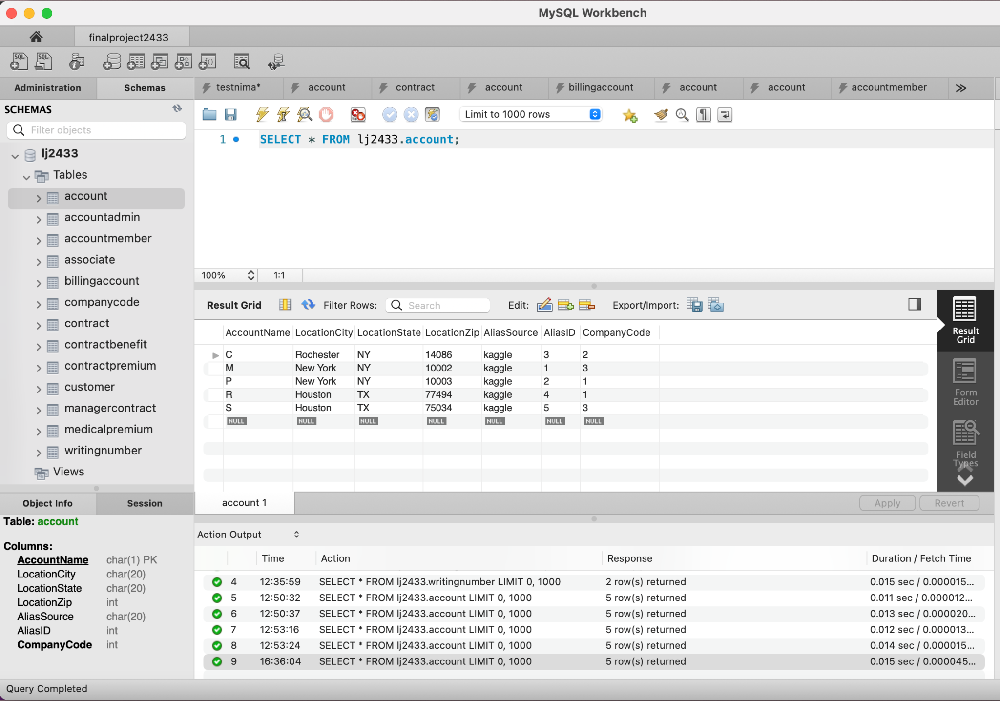 MySQL Workbench
finalproject2433
SQL SQL
Administration Schemas
testnima* account contract account billingaccount account account accountmember
SCHEMAS
Filter objects
Limit to 1000 rows
1 SELECT * FROM lj2433.account;
lj2433
Tables
account
accountadmin
accountmember
associate
billingaccount
companycode
contract
contractbenefit
contractpremium
customer
managercontract
medicalpremium
writingnumber
Views
100% 1:1
Result Grid Filter Rows: Search Edit: Export/Import:
AccountName LocationCity LocationState LocationZip AliasSource AliasID CompanyCode
C Rochester NY 14086 kaggle 3 2
M New York NY 10002 kaggle 1 3
P New York NY 10003 kaggle 2 1
R Houston TX 77494 kaggle 4 1
S Houston TX 75034 kaggle 5 3
NULL NULL NULL NULL NULL NULL NULL
Result
Grid
Form
Editor
Field
Types
account 1 Apply Revert
Object Info Session
Table: account
Columns:
AccountName char(1) PK
LocationCity char(20)
LocationState char(20)
LocationZip int
AliasSource char(20)
AliasID int
CompanyCode int
Action Output
Time Action Response Duration / Fetch Time
4 12:35:59 SELECT * FROM lj2433.writingnumber LIMIT 0, 1000 2 row(s) returned 0.015 sec / 0.000015...
5 12:50:32 SELECT * FROM lj2433.account LIMIT 0, 1000 5 row(s) returned 0.011 sec / 0.000012...
6 12:50:37 SELECT * FROM lj2433.account LIMIT 0, 1000 5 row(s) returned 0.013 sec / 0.000020...
7 12:53:16 SELECT * FROM lj2433.account LIMIT 0, 1000 5 row(s) returned 0.012 sec / 0.000013...
8 12:53:24 SELECT * FROM lj2433.account LIMIT 0, 1000 5 row(s) returned 0.014 sec / 0.000015...
9 16:36:04 SELECT * FROM lj2433.account LIMIT 0, 1000 5 row(s) returned 0.015 sec / 0.000045...
Query Completed